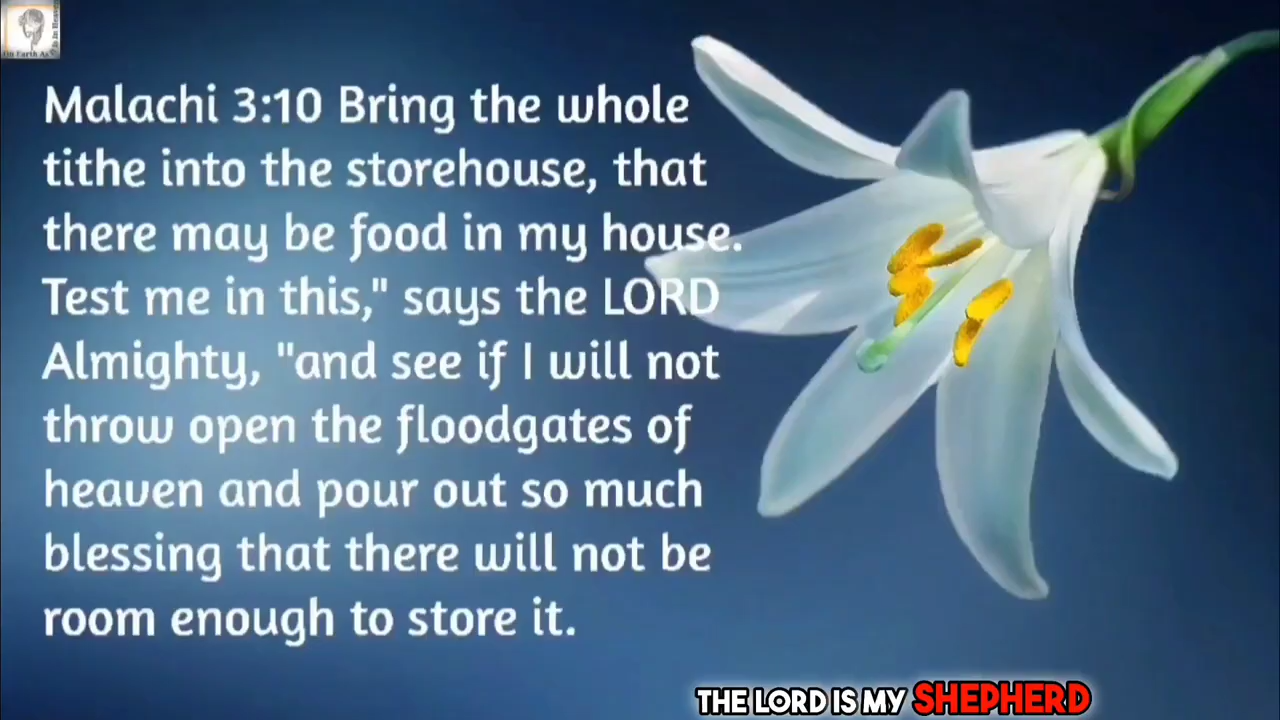 Malachi 3:10 Bring the whole
tithe into the storehouse, that
there may be food in my house.
Test me in this," says the LORD
Almighty, "and see if I will not
throw open the floodgates of
heaven and pour out so much
blessing that there will not be
room enough to store it.
THE LORD IS MY SHEPHERD